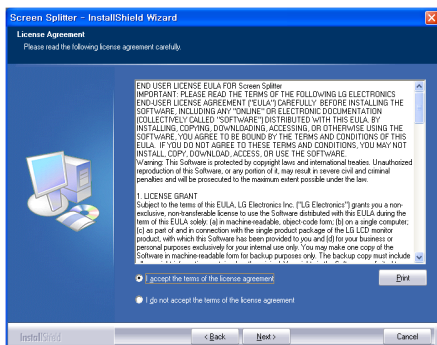 Screen Splitter - InstallShield Wizard
License Agreement
Please read the following license agreement carefully.
END USER LICENSE EULA FOR Screen Splitter
IMPORTANT: PLEASE READ THE TERMS OF THE FOLLOWING LG ELECTRONICS
END-USER LICENSE AGREEMENT ("EULA") CAREFULLY BEFORE INSTALLING THE
SOFTWARE, INCLUDING ANY "ONLINE" OR ELECTRONIC DOCUMENTATION
(COLLECTIVELY CALLED "SOFTWARE") DISTRIBUTED WITH THIS EULA. BY
INSTALLING, COPYING, DOWNLOADING, ACCESSING, OR OTHERWISE USING THE
SOFTWARE, YOU AGREE TO BE BOUND BY THE TERMS AND CONDITIONS OF THIS
EULA. IF YOU DO NOT AGREE TO THESE TERMS AND CONDITIONS, YOU MAY NOT
INSTALL, COPY, DOWNLOAD, ACCESS, OR USE THE SOFTWARE.
Warning: This Software is protected by copyright laws and international treaties. Unauthorized
reproduction of this Software, or any portion of it, may result in severe civil and criminal
penalties and will be prosecuted to the maximum extent possible under the law.
1. LICENSE GRANT
Subject to the terms of this EULA, LG Electronics Inc. ("LG Electronics") grants you a non-
exclusive, non-transferable license to use the Software distributed with this EULA during the
term of this EULA solely: (a) in machine-readable, object-code form; (b) on a single computer;
(c) as part of and in connection with the single product package of the LG LCD monitor
product, with which this Software has been provided to you and (d) for your business or
personal purposes exclusively for your internal use only. You may make one copy of the
Software in machine-readable form for backup purposes only. The backup copy must include
I accept the terms of the license agreement
Print
I do not accept the terms of the license agreement
InstallShield
< Back
Next >
Cancel